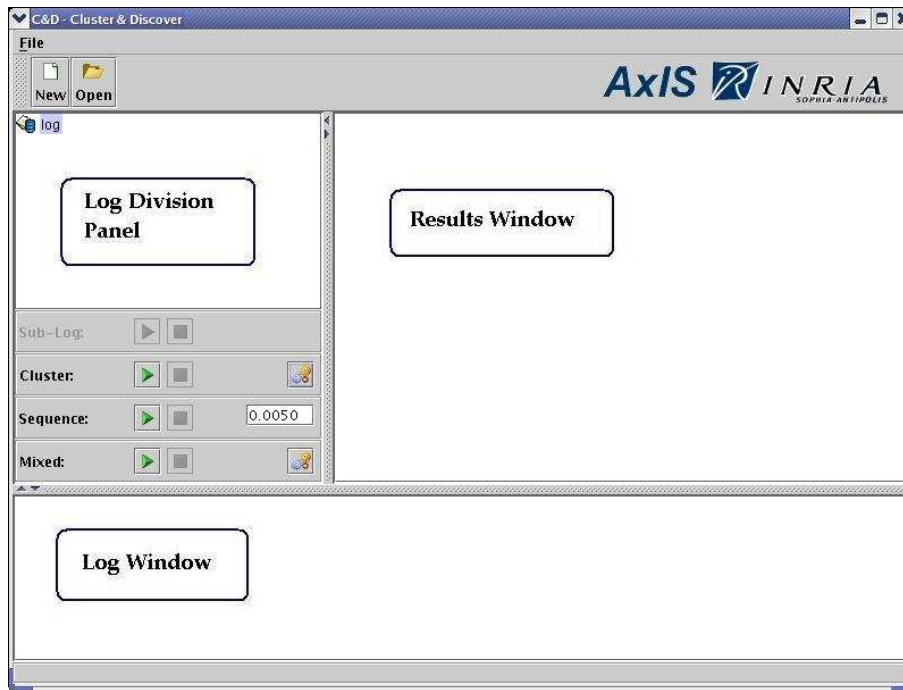 C&D - Cluster & Discover
File
New Open
AxIS INRIA
SOPHIA-ANTIPOLIS
log
Log Division
Panel
Results Window
Sub-Log:
Cluster:
Sequence: 0.0050
Mixed:
Log Window